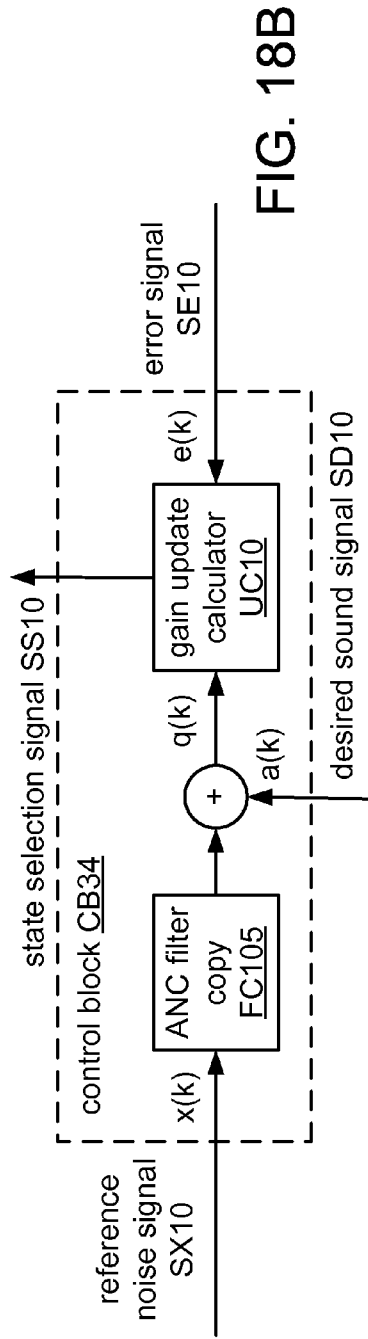 state selection signal SS10
control block CB34
reference
noise signal
SX10
x(k)
ANC filter
copy
FC105
+
q(k)
a(k)
gain update
calculator
UC10
e(k)
error signal
SE10
desired sound signal SD10
FIG. 18B